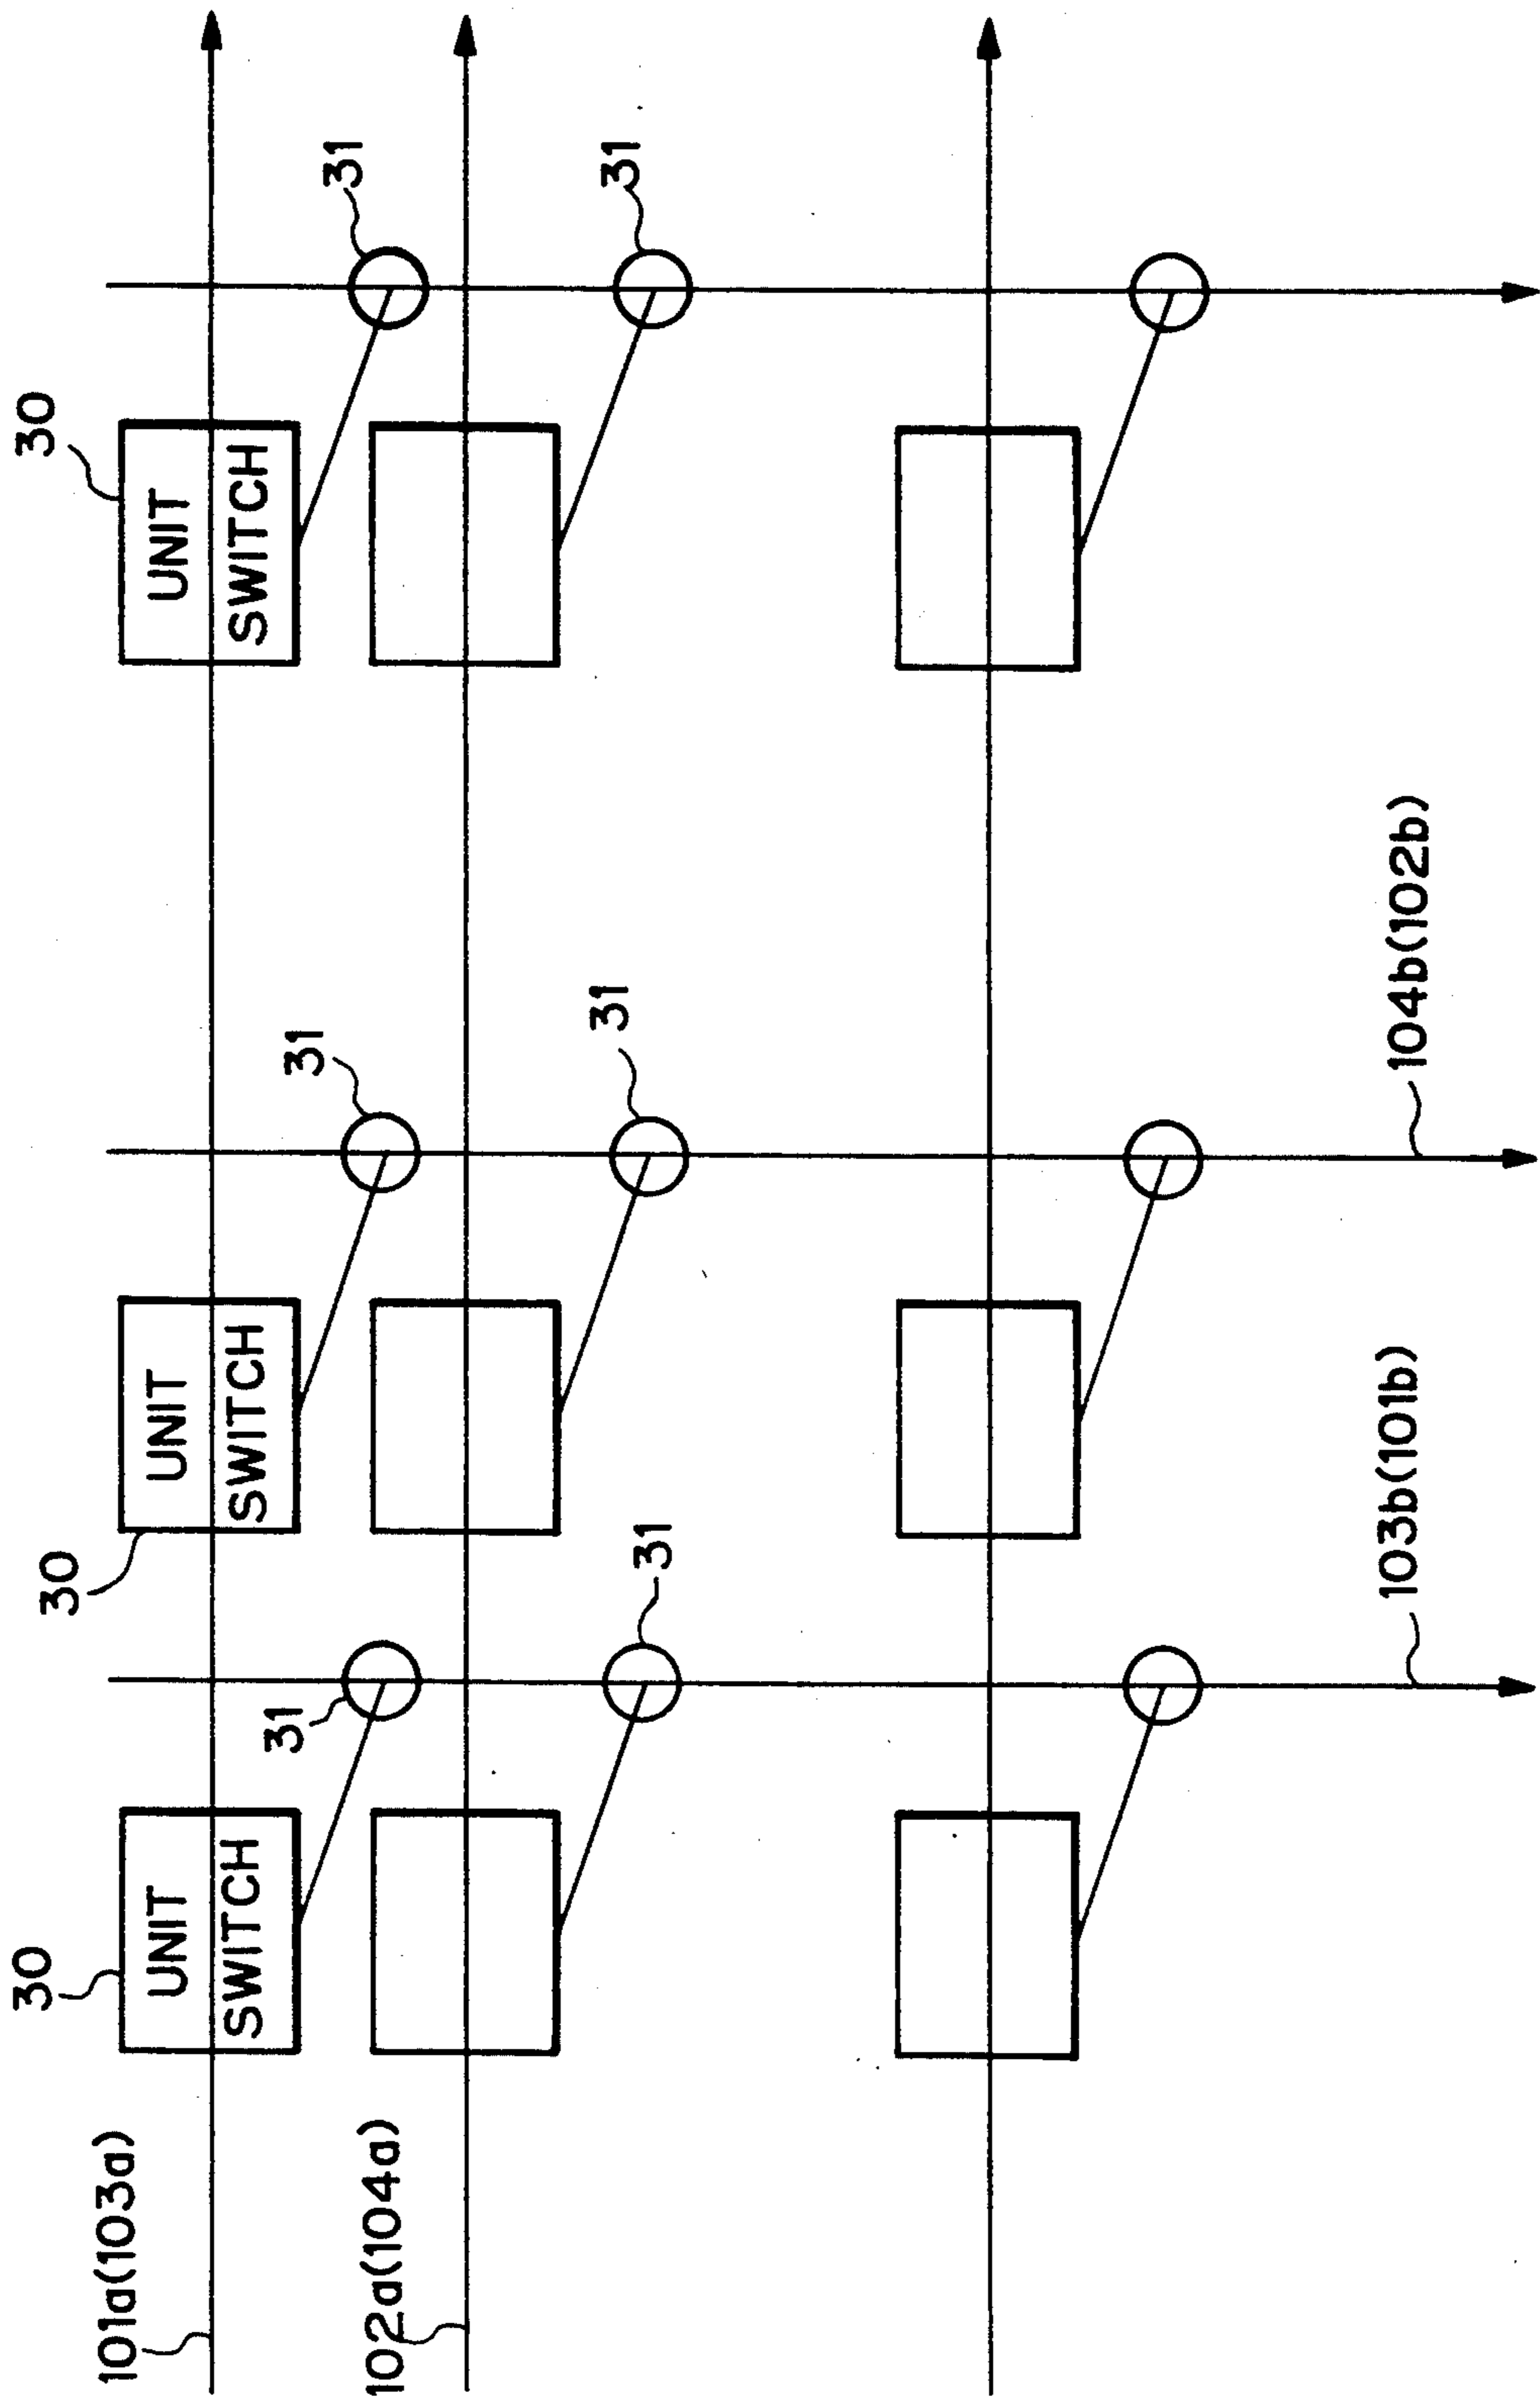 30
30
30
101a(103a)
UNIT
SWITCH
UNIT
SWITCH
UNIT
SWITCH
31
31
31
102a(104a)
31
31
31
103b(101b)
104b(102b)